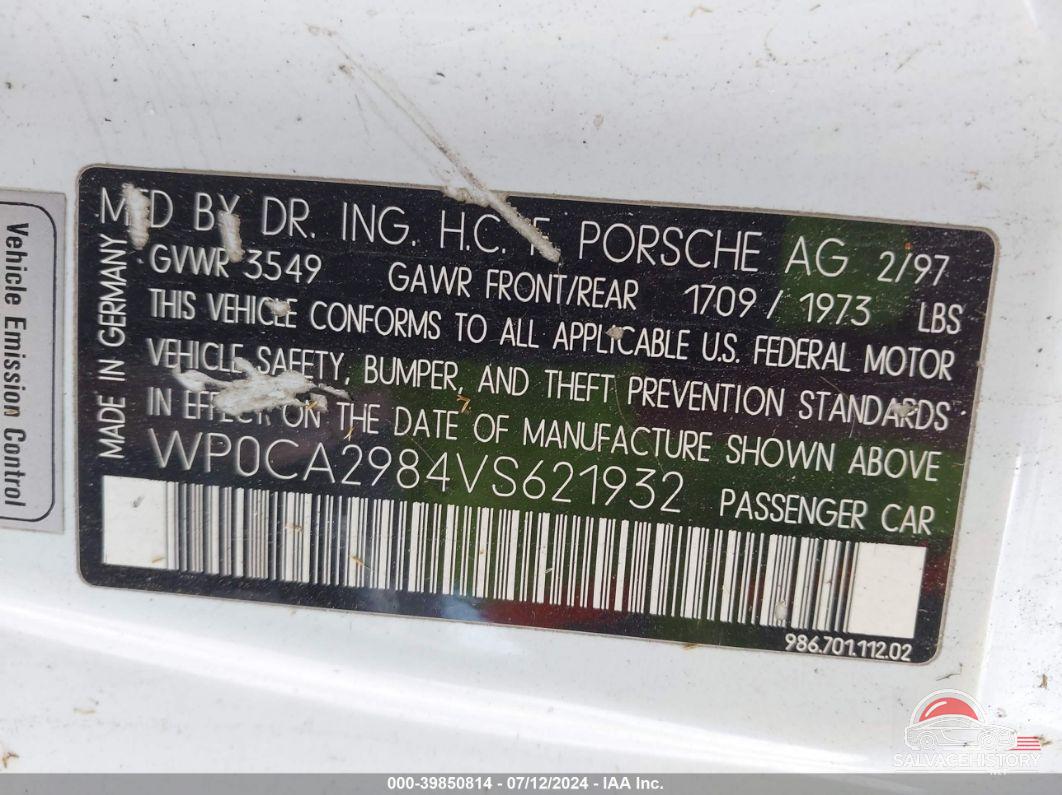 Vehicle Emission Control
MADE IN GERMANY
MFD BY DR. ING. H.C. F. PORSCHE AG 2/97
GVWR 3549 GAWR FRONT/REAR 1709 / 1973 LBS
THIS VEHICLE CONFORMS TO ALL APPLICABLE U.S. FEDERAL MOTOR
VEHICLE SAFETY, BUMPER, AND THEFT PREVENTION STANDARDS
IN EFFECT ON THE DATE OF MANUFACTURE SHOWN ABOVE
WP0CA2984VS621932 PASSENGER CAR
986.701.112.02
SALVAGEHISTORY
000-39850814 - 07/12/2024 - IAA Inc.